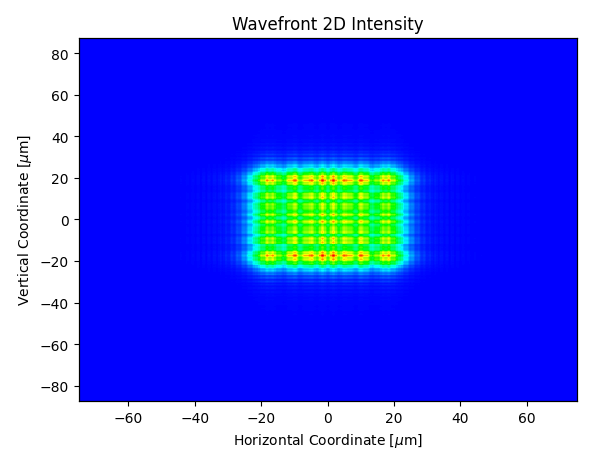 Wavefront 2D Intensity
Vertical Coordinate [μm]
80
60
40
20
0
−20
−40
−60
−80
−60 −40 −20 0 20 40 60
Horizontal Coordinate [μm]